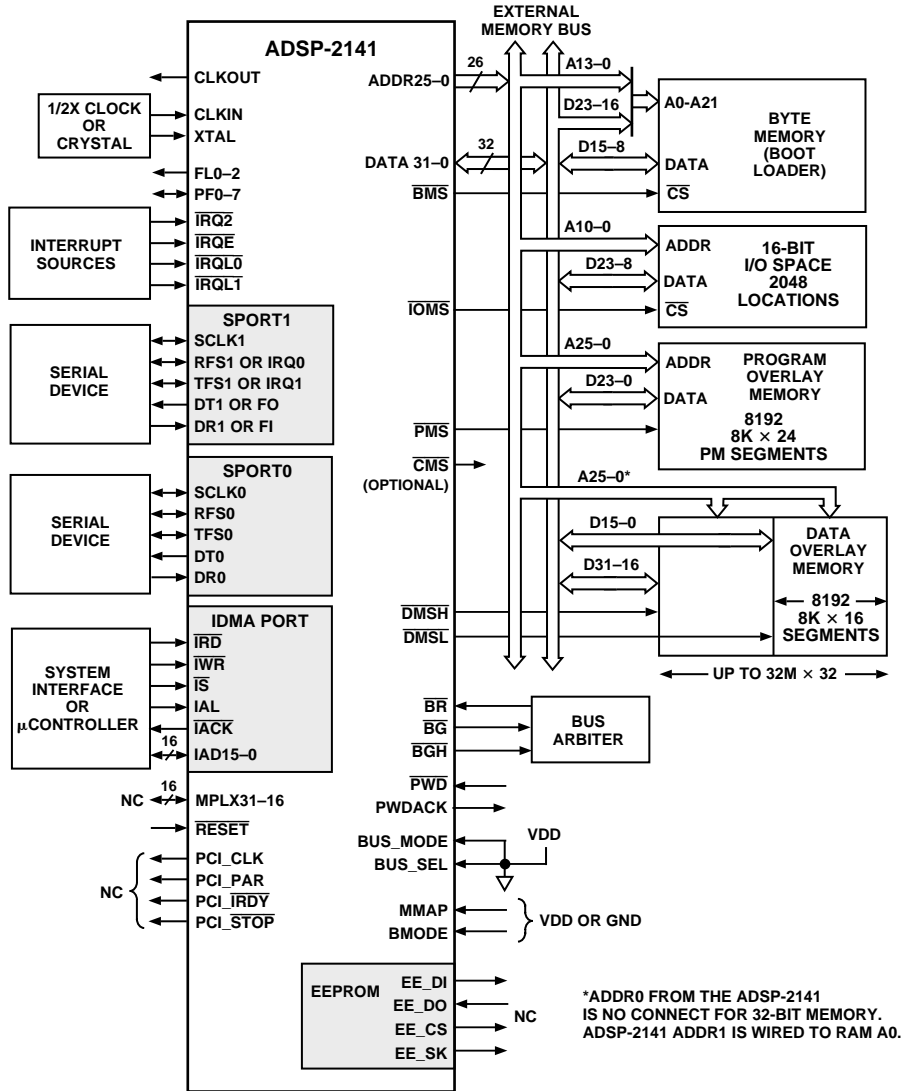 EXTERNAL
MEMORY BUS
ADSP-2141
CLKOUT
1/2X CLOCK
OR
CRYSTAL
CLKIN
XTAL
FL0–2
PF0–7
INTERRUPT
SOURCES
IRQ2
IRQE
IRQL0
IRQL1
SERIAL
DEVICE
SPORT1
SCLK1
RFS1 OR IRQ0
TFS1 OR IRQ1
DT1 OR FO
DR1 OR FI
SERIAL
DEVICE
SPORT0
SCLK0
RFS0
TFS0
DT0
DR0
SYSTEM
INTERFACE
OR
µCONTROLLER
IDMA PORT
IRD
IWR
IS
IAL
IACK
16
IAD15–0
NC
16
MPLX31–16
RESET
NC
PCI_CLK
PCI_PAR
PCI_IRDY
PCI_STOP
ADDR25–0
26
A13–0
D23–16
A0-A21
BYTE
MEMORY
(BOOT
LOADER)
DATA 31–0
32
D15–8
DATA
BMS
CS
A10–0
ADDR
16-BIT
I/O SPACE
2048
LOCATIONS
D23–8
DATA
IOMS
CS
A25–0
ADDR
PROGRAM
OVERLAY
MEMORY
D23–0
DATA
8192
8K × 24
PM SEGMENTS
PMS
CMS
(OPTIONAL)
A25–0*
D15–0
DATA
OVERLAY
MEMORY
D31–16
8192
8K × 16
SEGMENTS
DMSH
DMSL
UP TO 32M × 32
BR
BG
BGH
BUS
ARBITER
PWD
PWDACK
BUS_MODE
BUS_SEL
VDD
MMAP
BMODE
VDD OR GND
EEPROM
EE_DI
EE_DO
EE_CS
EE_SK
NC
*ADDR0 FROM THE ADSP-2141
IS NO CONNECT FOR 32-BIT MEMORY.
ADSP-2141 ADDR1 IS WIRED TO RAM A0.